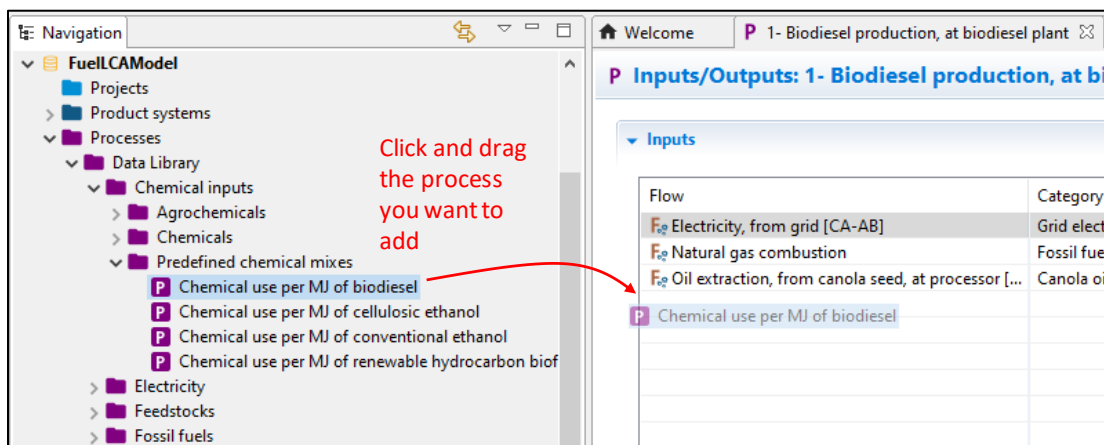 Navigation
FuelLCAModel
Projects
Product systems
Processes
Data Library
Chemical inputs
Agrochemicals
Chemicals
Predefined chemical mixes
P Chemical use per MJ of biodiesel
P Chemical use per MJ of cellulosic ethanol
P Chemical use per MJ of conventional ethanol
P Chemical use per MJ of renewable hydrocarbon biof
Electricity
Feedstocks
Fossil fuels
Click and drag
the process
you want to
add
Welcome
P 1- Biodiesel production, at biodiesel plant
P Inputs/Outputs: 1- Biodiesel production, at bi
Inputs
Flow Category
Electricity, from grid [CA-AB] Grid elect
Natural gas combustion Fossil fue
Oil extraction, from canola seed, at processor [... Canola oi
P Chemical use per MJ of biodiesel